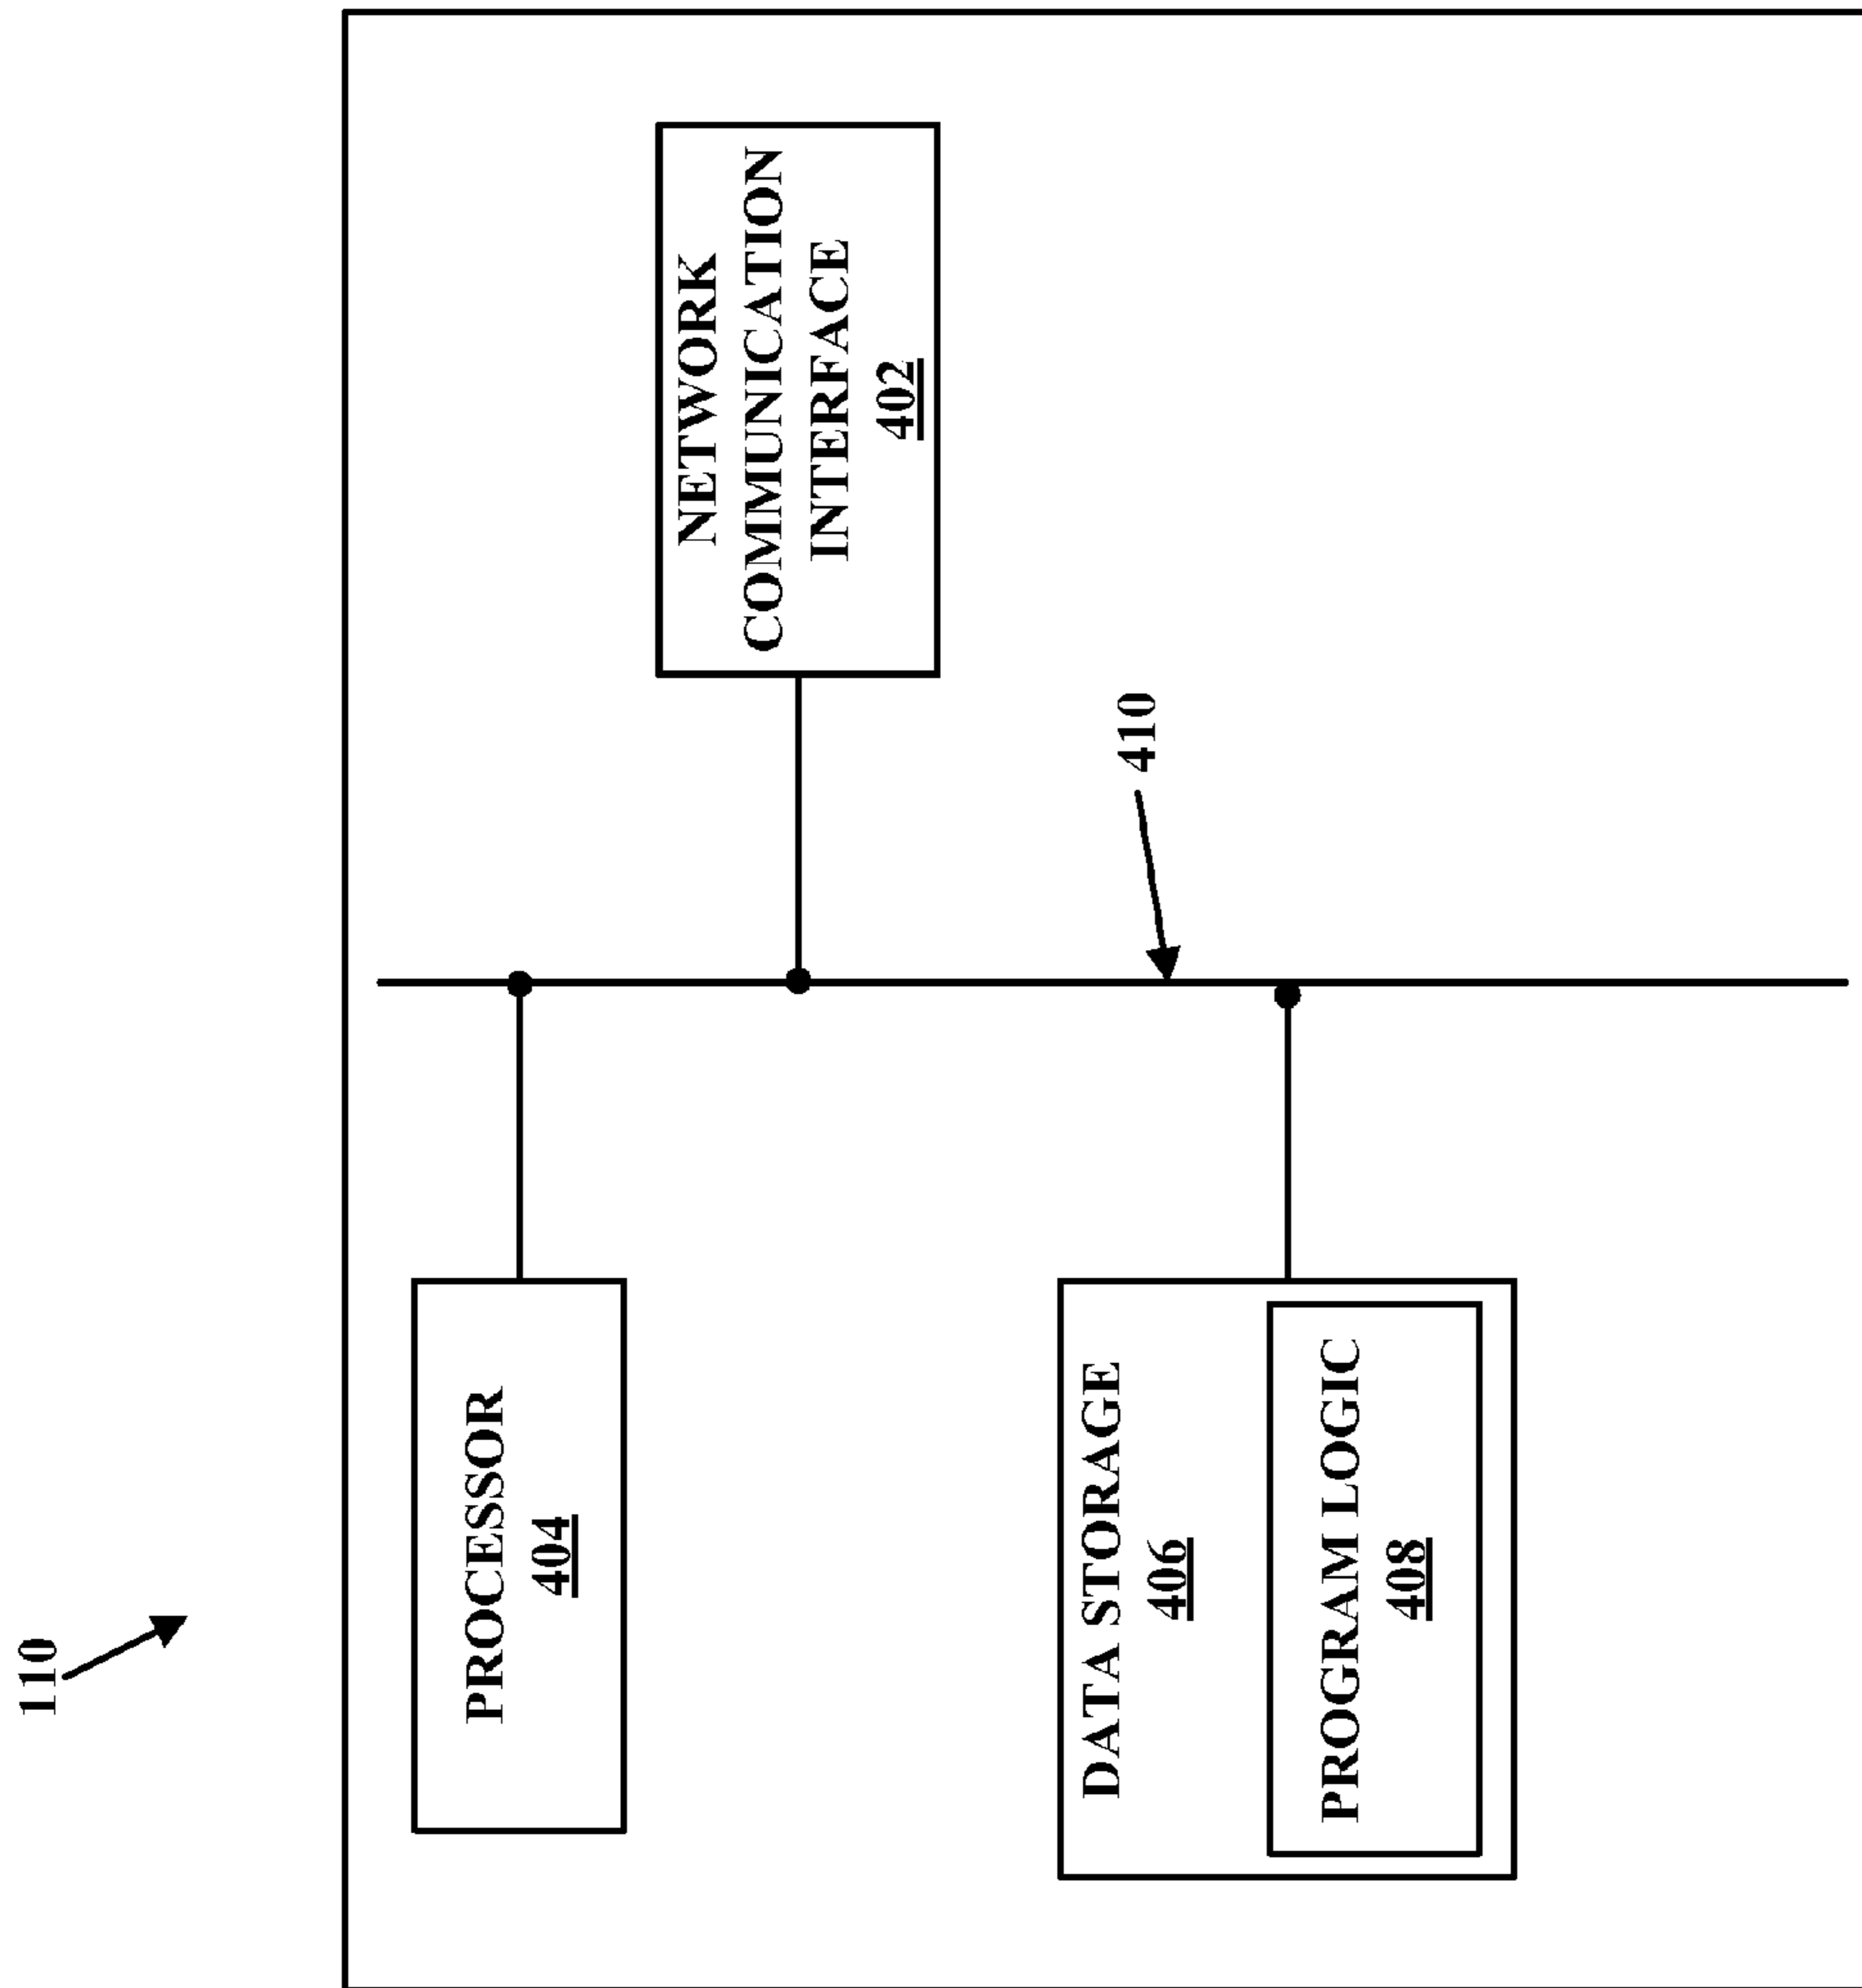 110
PROCESSOR
404
NETWORK
COMMUNICATION
INTERFACE
402
410
DATA STORAGE
406
PROGRAM LOGIC
408